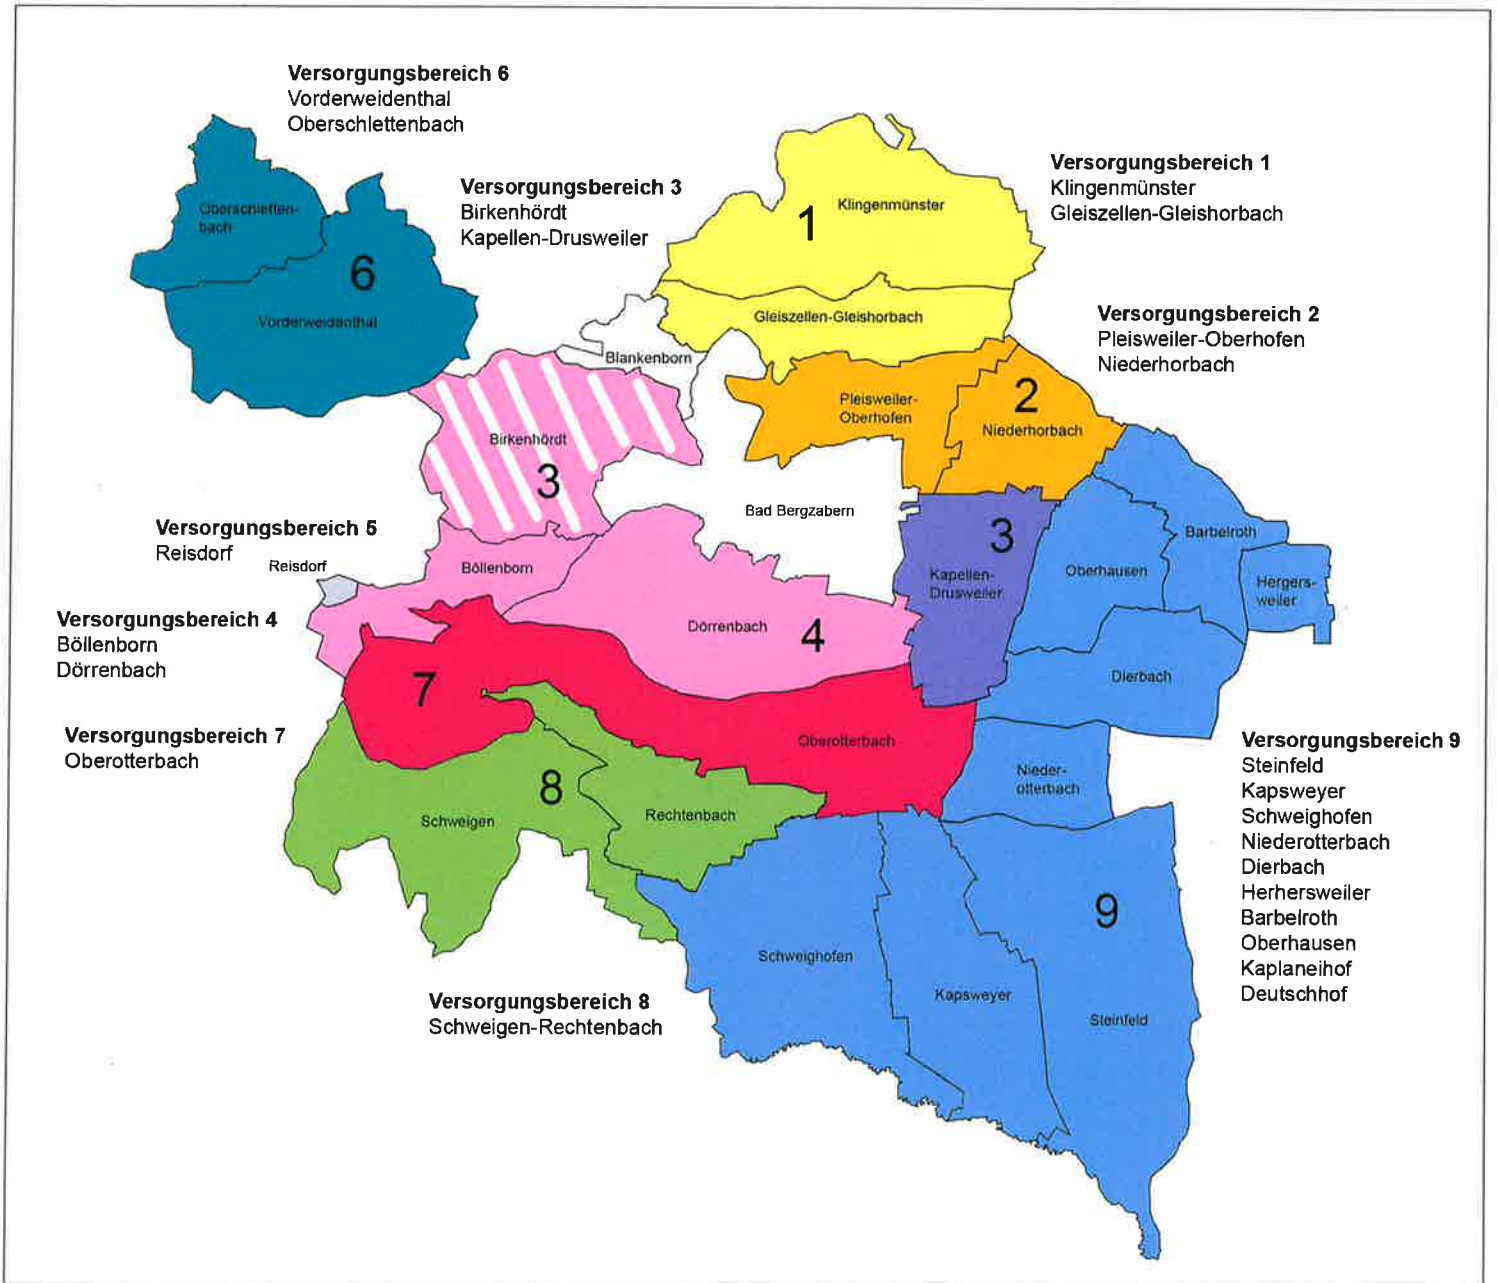 Versorgungsbereich 6
Vorderweidenthal
Oberschlettenbach
Versorgungsbereich 3
Birkenhördt
Kapellen-Drusweiler
Versorgungsbereich 1
Klingenmünster
Gleiszellen-Gleishorbach
Versorgungsbereich 2
Pleisweiler-Oberhofen
Niederhorbach
Oberschletten-
bach
6
Vorderweidenthal
1
Klingenmünster
Gleiszellen-Gleishorbach
Blankenborn
Pleisweiler-
Oberhofen
2
Niederhorbach
Birkenhördt
3
Bad Bergzabern
3
Kapellen-
Drusweiler
Barbelroth
Oberhausen
Hergers-
weiler
Versorgungsbereich 5
Reisdorf
Reisdorf
Böllenborn
Versorgungsbereich 4
Böllenborn
Dörrenbach
Dörrenbach
4
Dierbach
7
Versorgungsbereich 7
Oberotterbach
Oberotterbach
Nieder-
otterbach
8
Schweigen
Rechtenbach
Versorgungsbereich 9
Steinfeld
Kapsweyer
Schweighofen
Niederotterbach
Dierbach
Herhersweiler
Barbelroth
Oberhausen
Kaplaneihof
Deutschhof
9
Schweighofen
Kapsweyer
Steinfeld
Versorgungsbereich 8
Schweigen-Rechtenbach